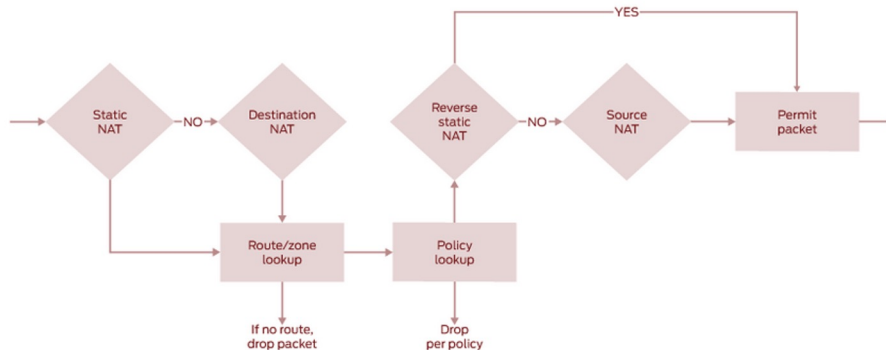 YES
Static
NAT
NO
Destination
NAT
Reverse
static
NAT
NO
Source
NAT
Permit
packet
Route/zone
lookup
Policy
lookup
If no route,
drop packet
Drop
per policy